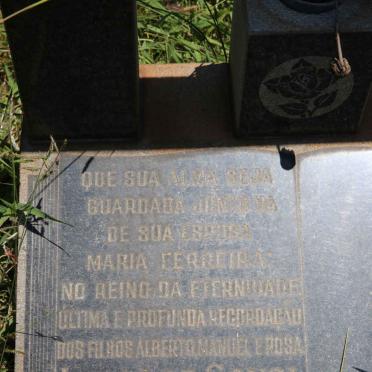 QUE SUA ALMA SEJA
GUARDADA JUNTO Á
DE SUA ESPOSA
MARIA FERREIRA
NO REINO DA ETERNIDADE
ÚLTIMA E PROFUNDA RECORDAÇÃO
DOS FILHOS ALBERTO, MANUEL E ROSA